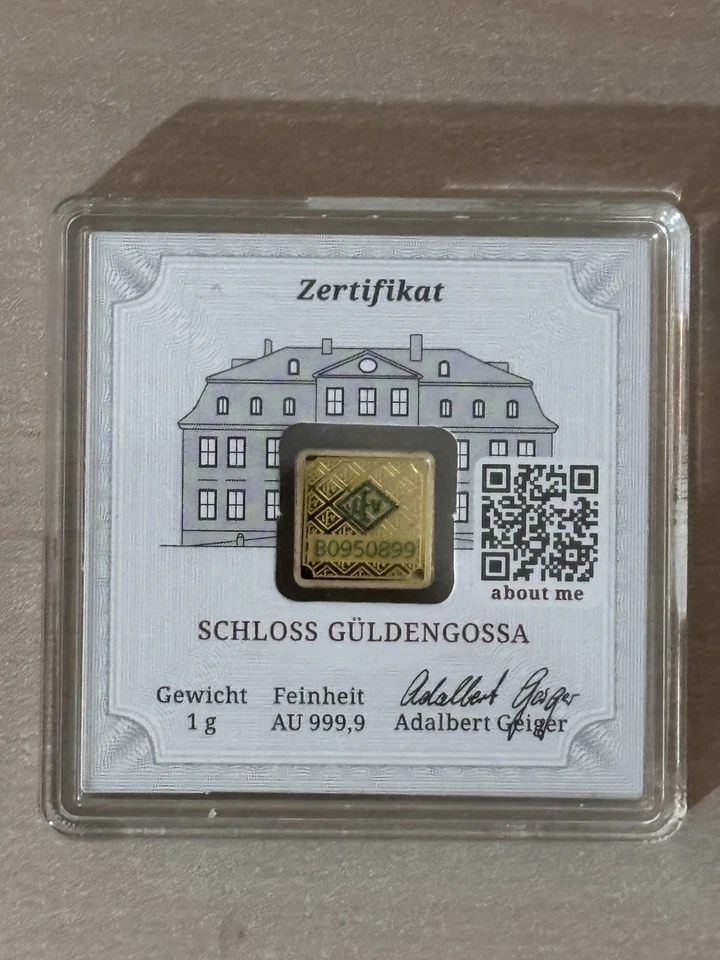 Zertifikat
B0950899
about me
SCHLOSS GÜLDENGOSSA
Gewicht Feinheit Adalbert Geiger
1 g AU 999,9 Adalbert Geiger